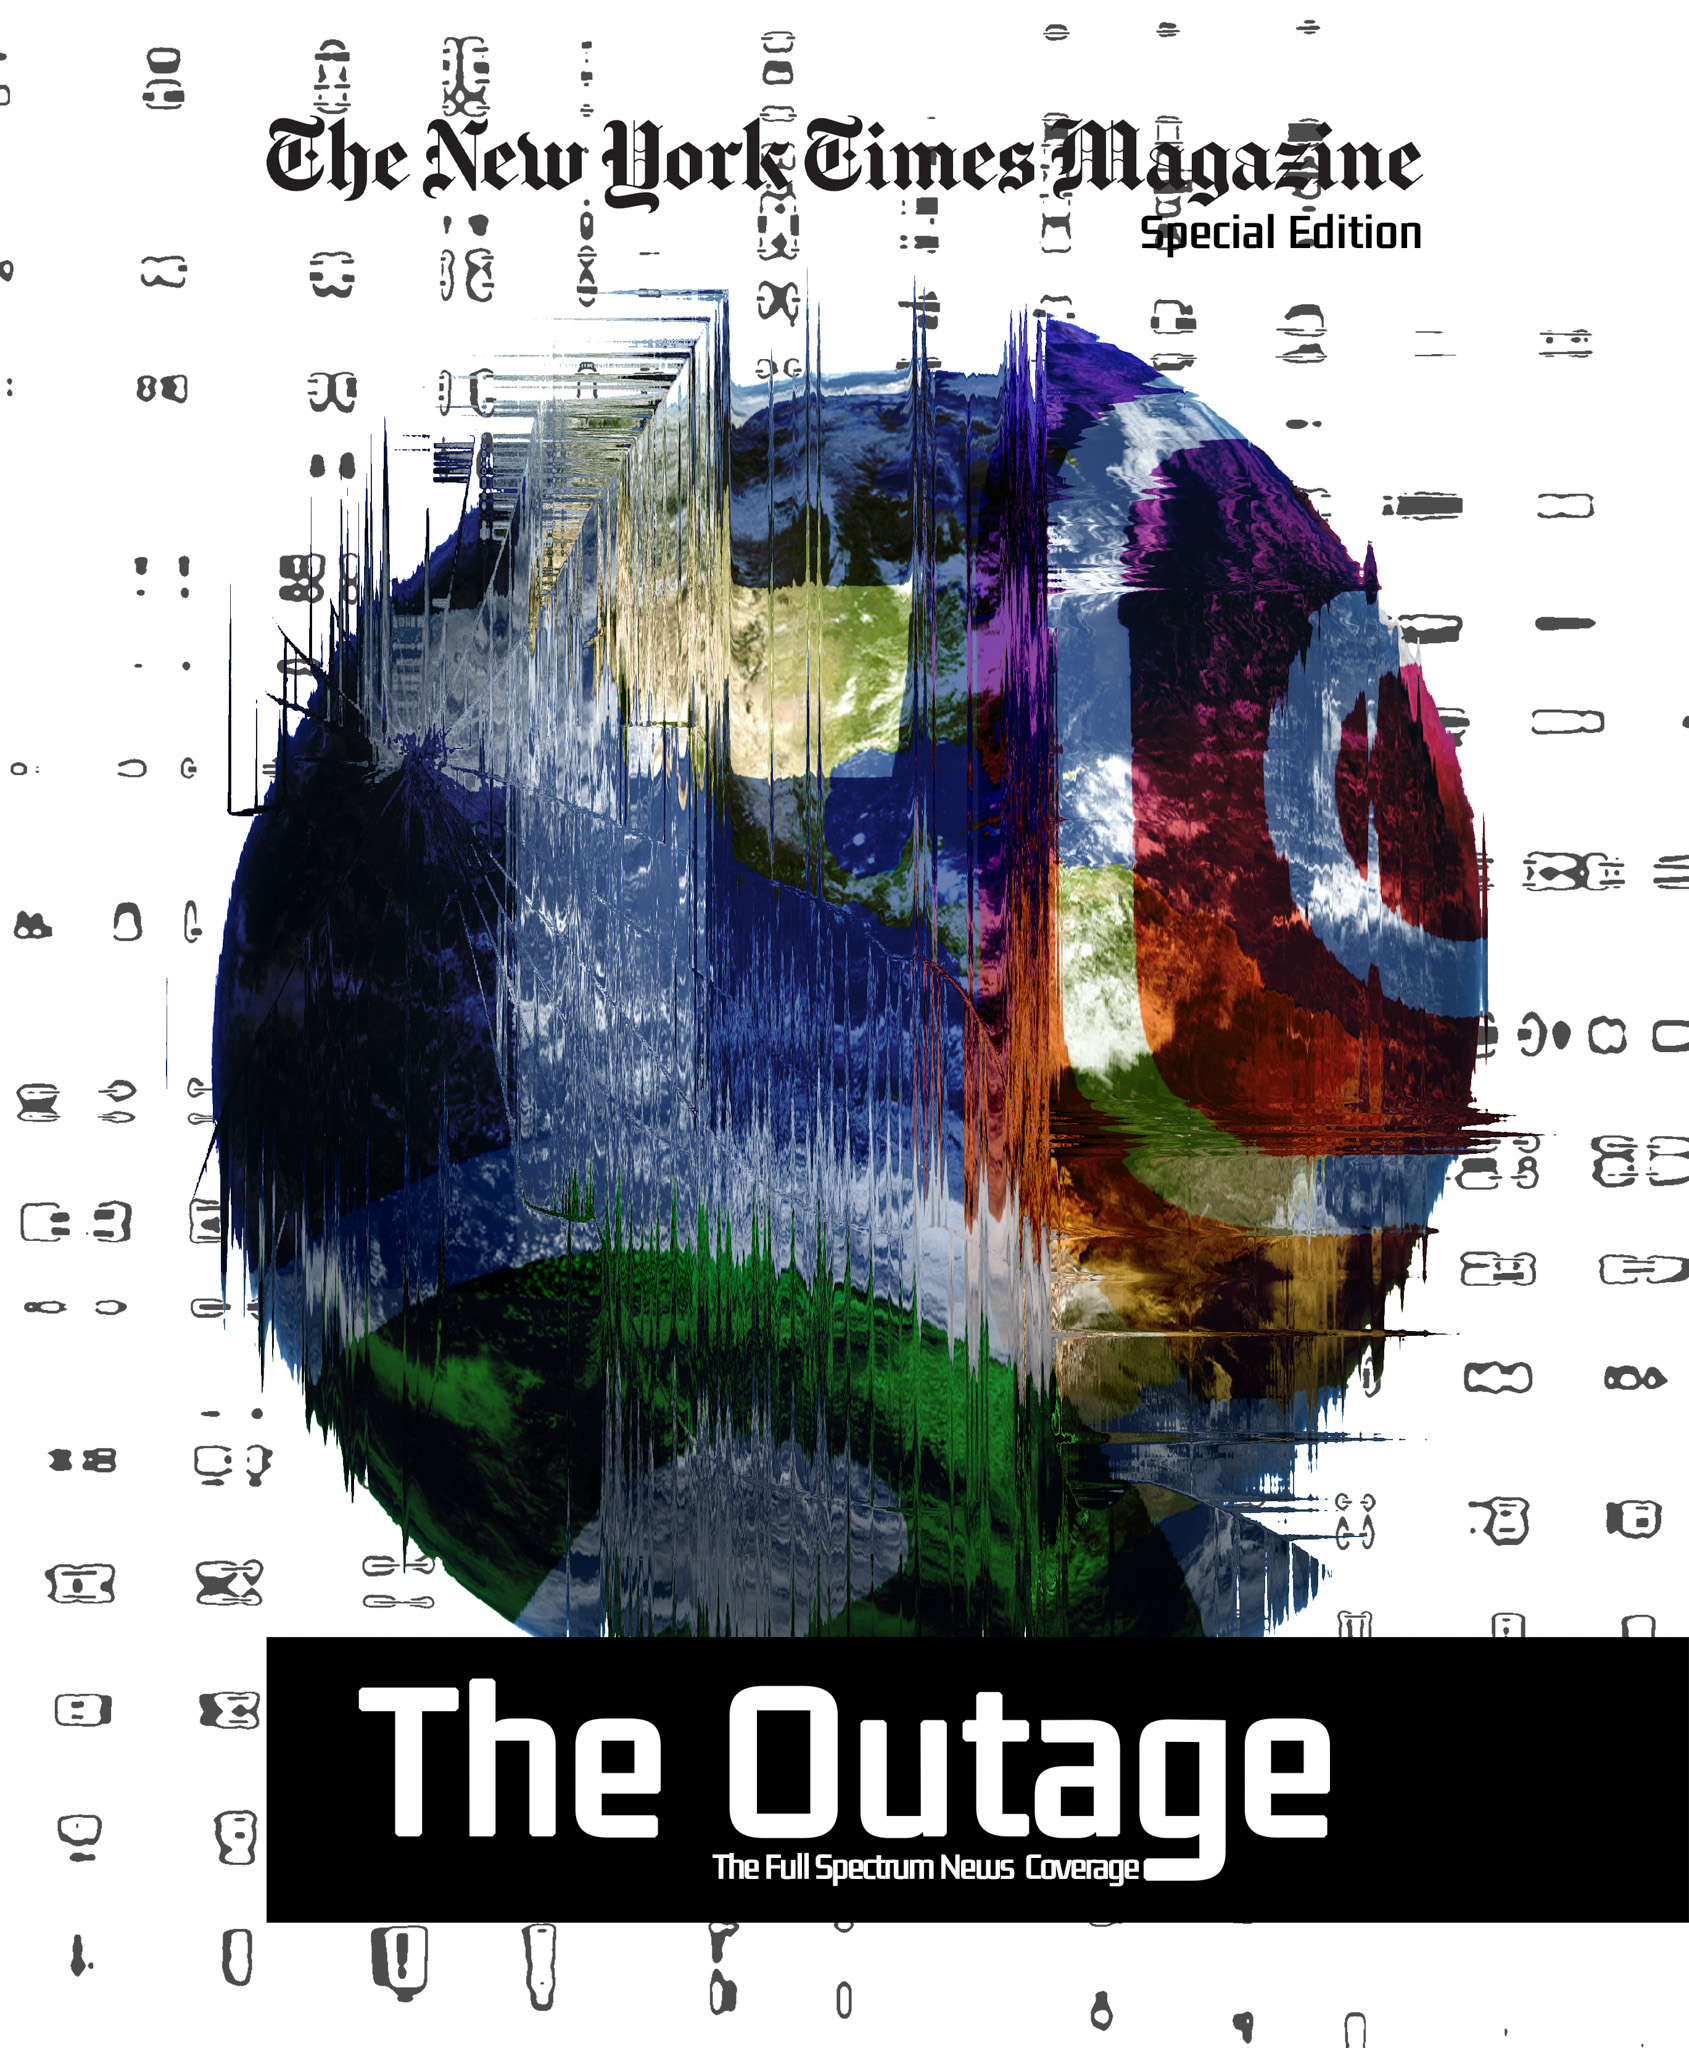 The New York Times Magazine
Special Edition
The Outage
The Full Spectrum News Coverage